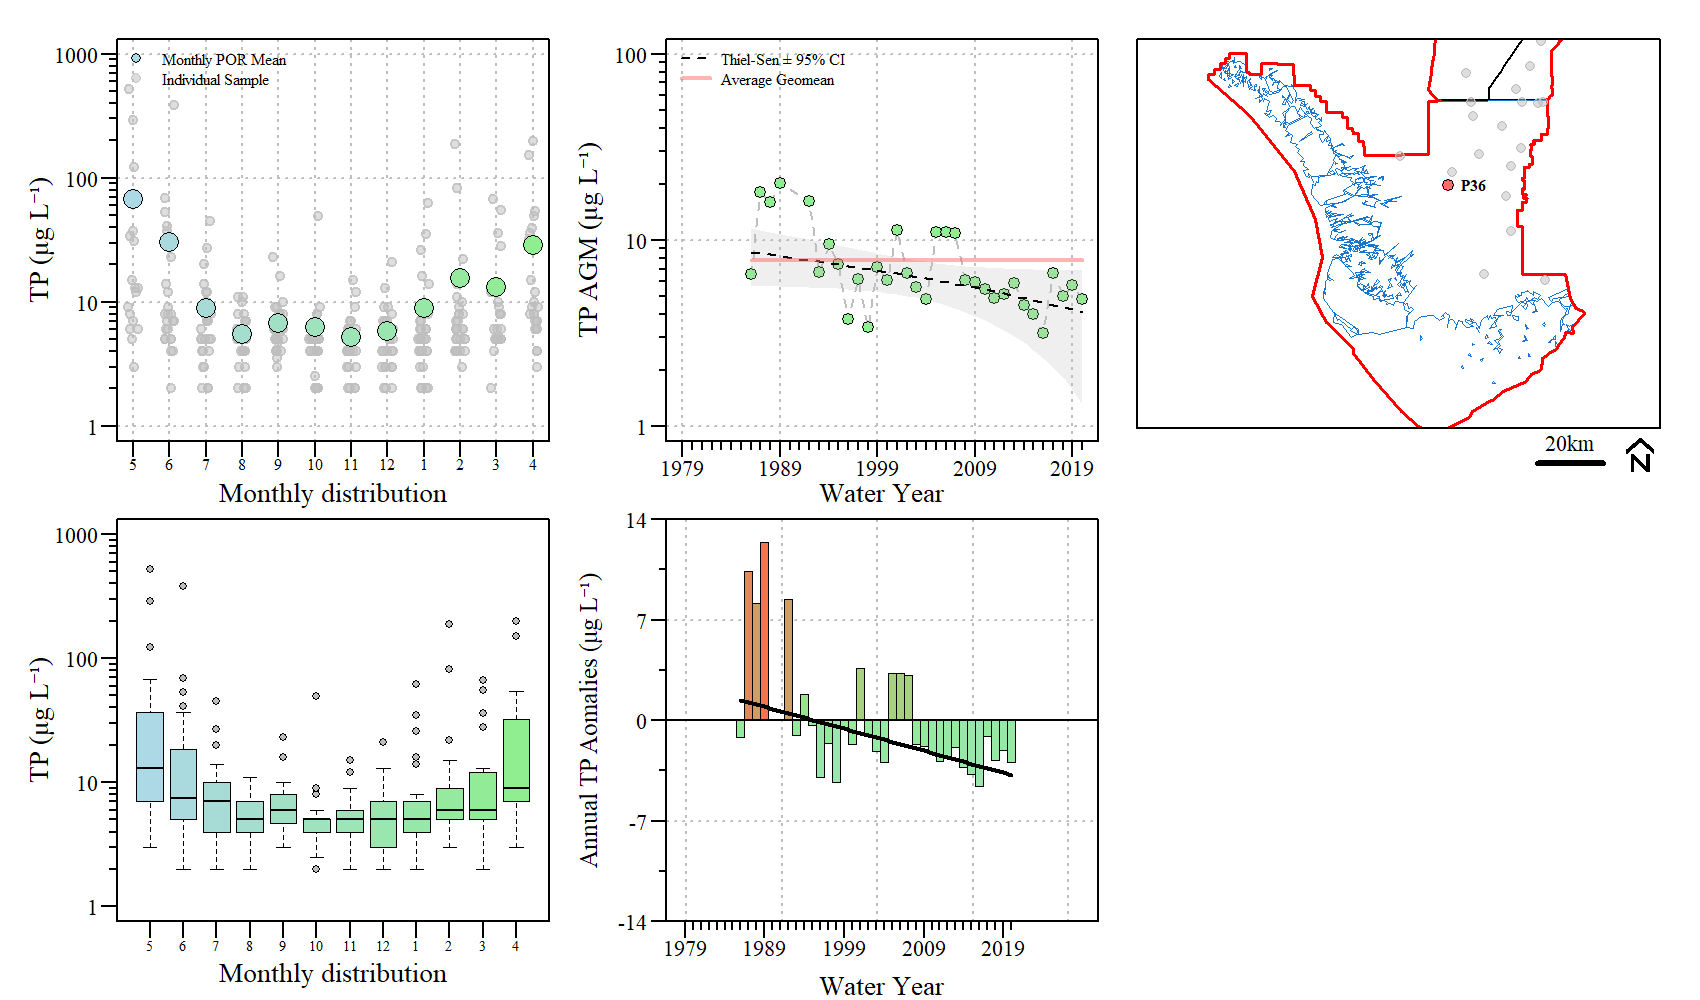 1000
100
10
1
TP (µg L⁻¹)
Monthly POR Mean
Individual Sample
5 6 7 8 9 10 11 12 1 2 3 4
Monthly distribution
100
10
1
TP AGM (µg L⁻¹)
Thiel-Sen ± 95% CI
Average Geomean
1979 1989 1999 2009 2019
Water Year
P36
20km
N
1000
100
10
1
TP (µg L⁻¹)
5 6 7 8 9 10 11 12 1 2 3 4
Monthly distribution
14
7
0
-7
-14
Annual TP Aomalies (µg L⁻¹)
1979 1989 1999 2009 2019
Water Year